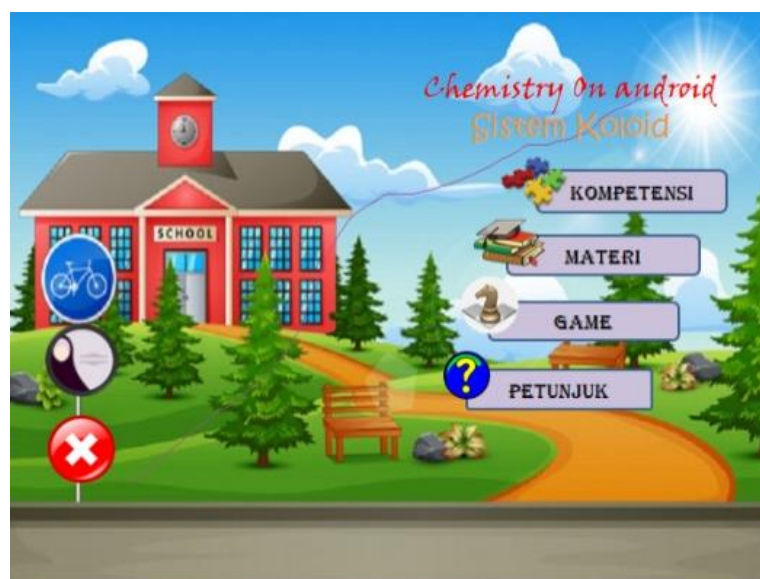 Chemistry On android
Sistem Koloid
SCHOOL
KOMPETENSI
MATERI
GAME
?
PETUNJUK